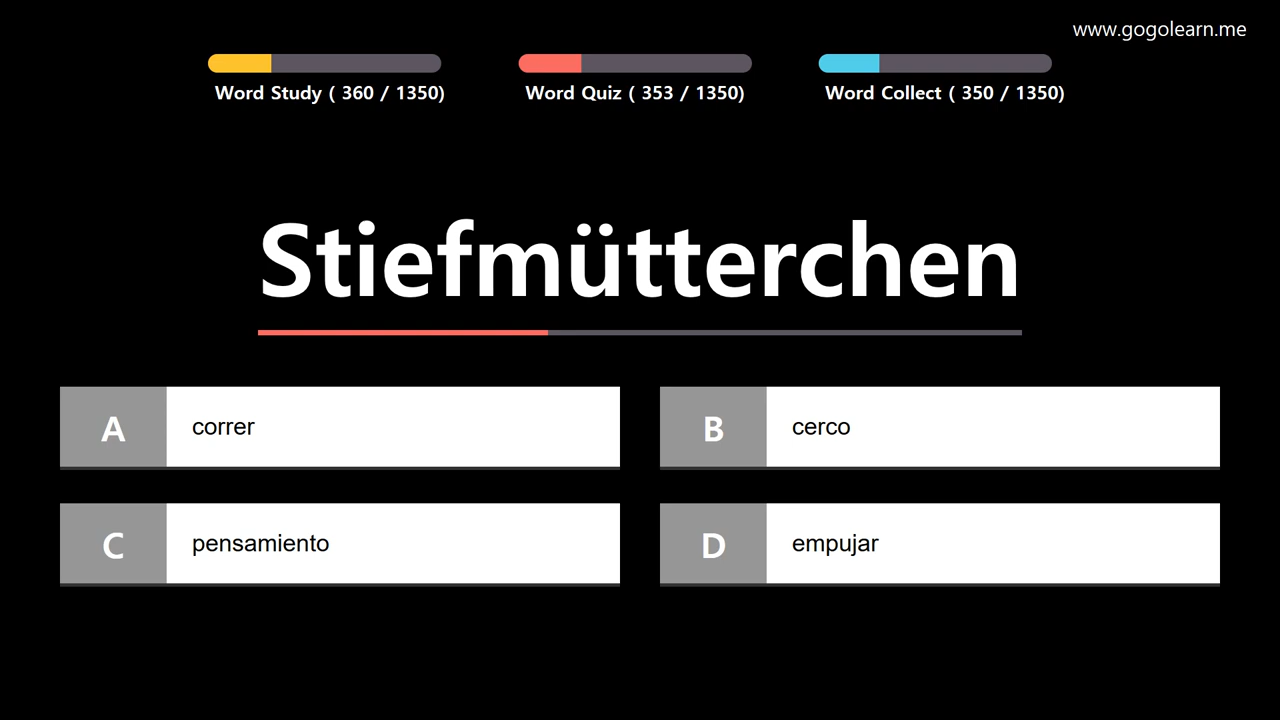 www.gogolearn.me
Word Study ( 360 / 1350)
Word Quiz ( 353 / 1350)
Word Collect ( 350 / 1350)
Stiefmütterchen
A correr
B cerco
C pensamiento
D empujar